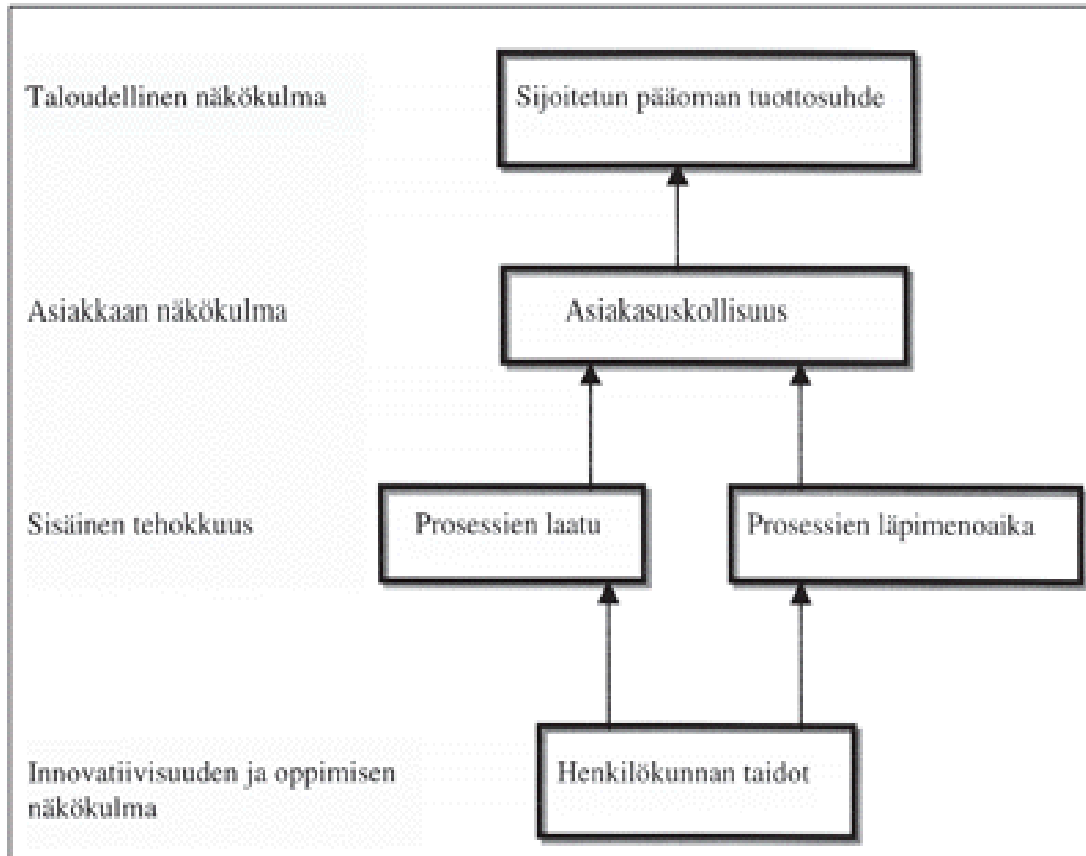 Taloudellinen näkökulma
Sijoitetun pääoman tuottosuhde
Asiakkaan näkökulma
Asiakasuskollisuus
Sisäinen tehokkuus
Prosessien laatu
Prosessien läpimenoaika
Innovatiivisuuden ja oppimisen
näkökulma
Henkilökunnan taidot